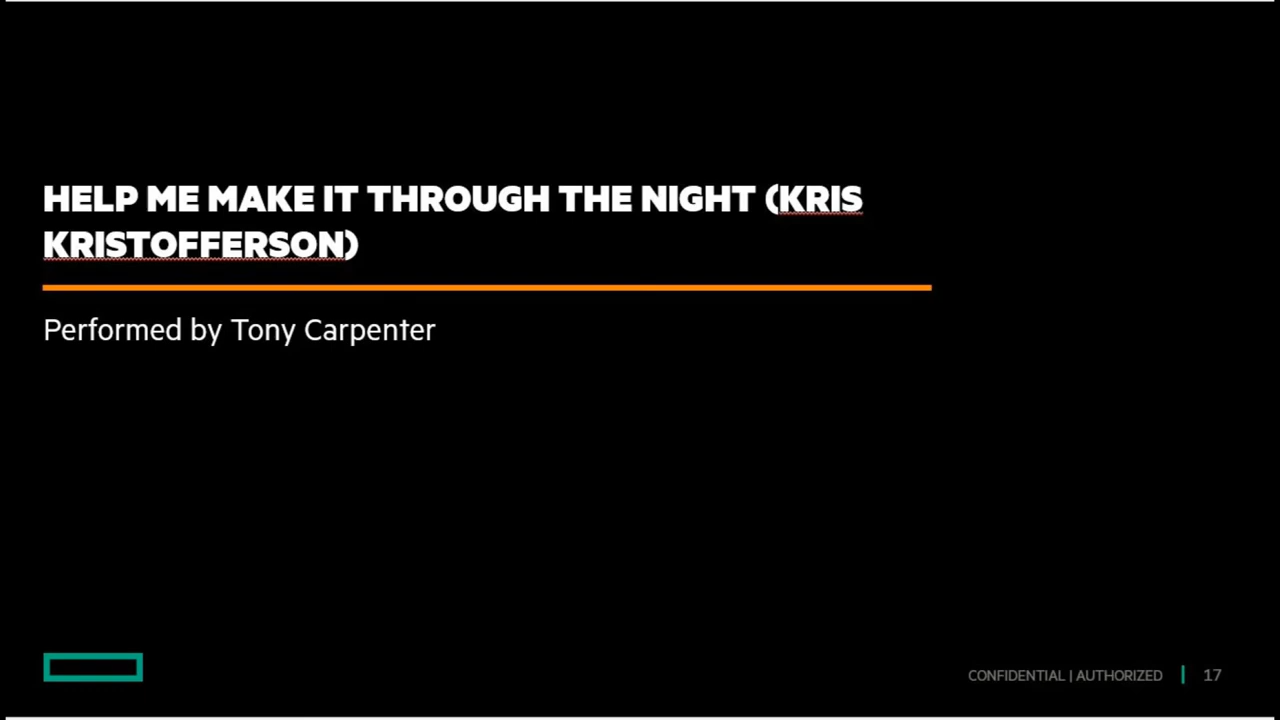 HELP ME MAKE IT THROUGH THE NIGHT (KRIS
KRISTOFFERSON)
Performed by Tony Carpenter
CONFIDENTIAL | AUTHORIZED
17